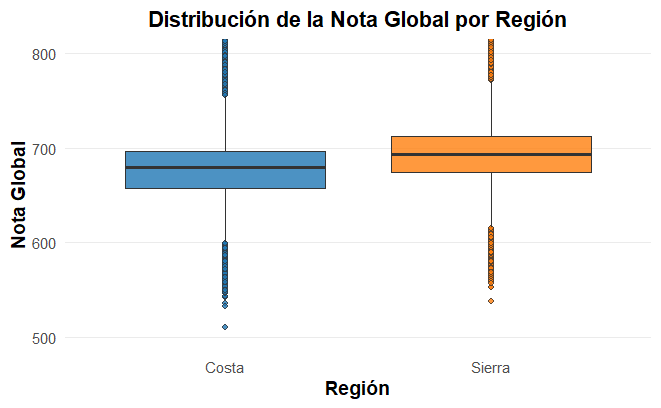 Distribución de la Nota Global por Región
800
700
600
500
Nota Global
Costa
Sierra
Región